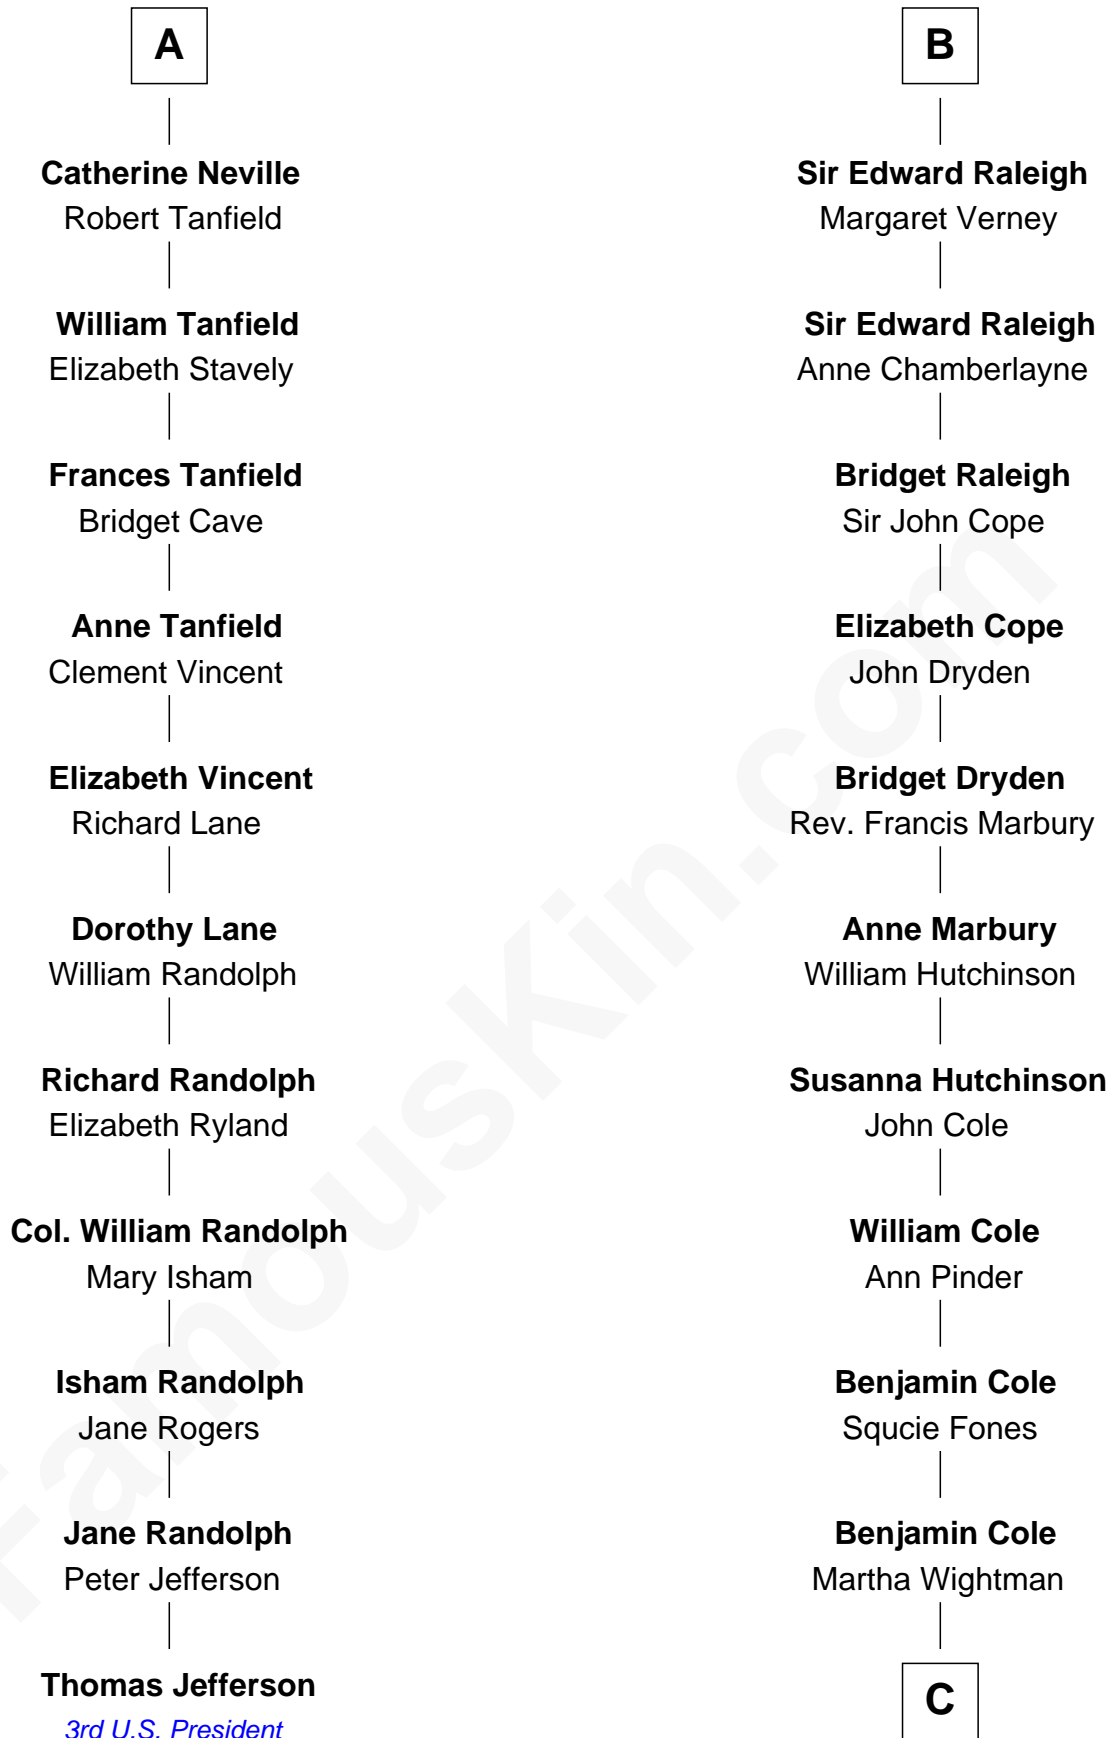 A
Catherine Neville
Robert Tanfield
William Tanfield
Elizabeth Stavely
Frances Tanfield
Bridget Cave
Anne Tanfield
Clement Vincent
Elizabeth Vincent
Richard Lane
Dorothy Lane
William Randolph
Richard Randolph
Elizabeth Ryland
Col. William Randolph
Mary Isham
Isham Randolph
Jane Rogers
Jane Randolph
Peter Jefferson
Thomas Jefferson
3rd U.S. President
B
Sir Edward Raleigh
Margaret Verney
Sir Edward Raleigh
Anne Chamberlayne
Bridget Raleigh
Sir John Cope
Elizabeth Cope
John Dryden
Bridget Dryden
Rev. Francis Marbury
Anne Marbury
William Hutchinson
Susanna Hutchinson
John Cole
William Cole
Ann Pinder
Benjamin Cole
Squcie Fones
Benjamin Cole
Martha Wightman
C
FamousKin.com